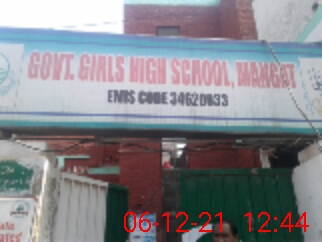 GOVT. GIRLS HIGH SCHOOL, MANGAT
EMIS CODE 34620033
06-12-21 12:44